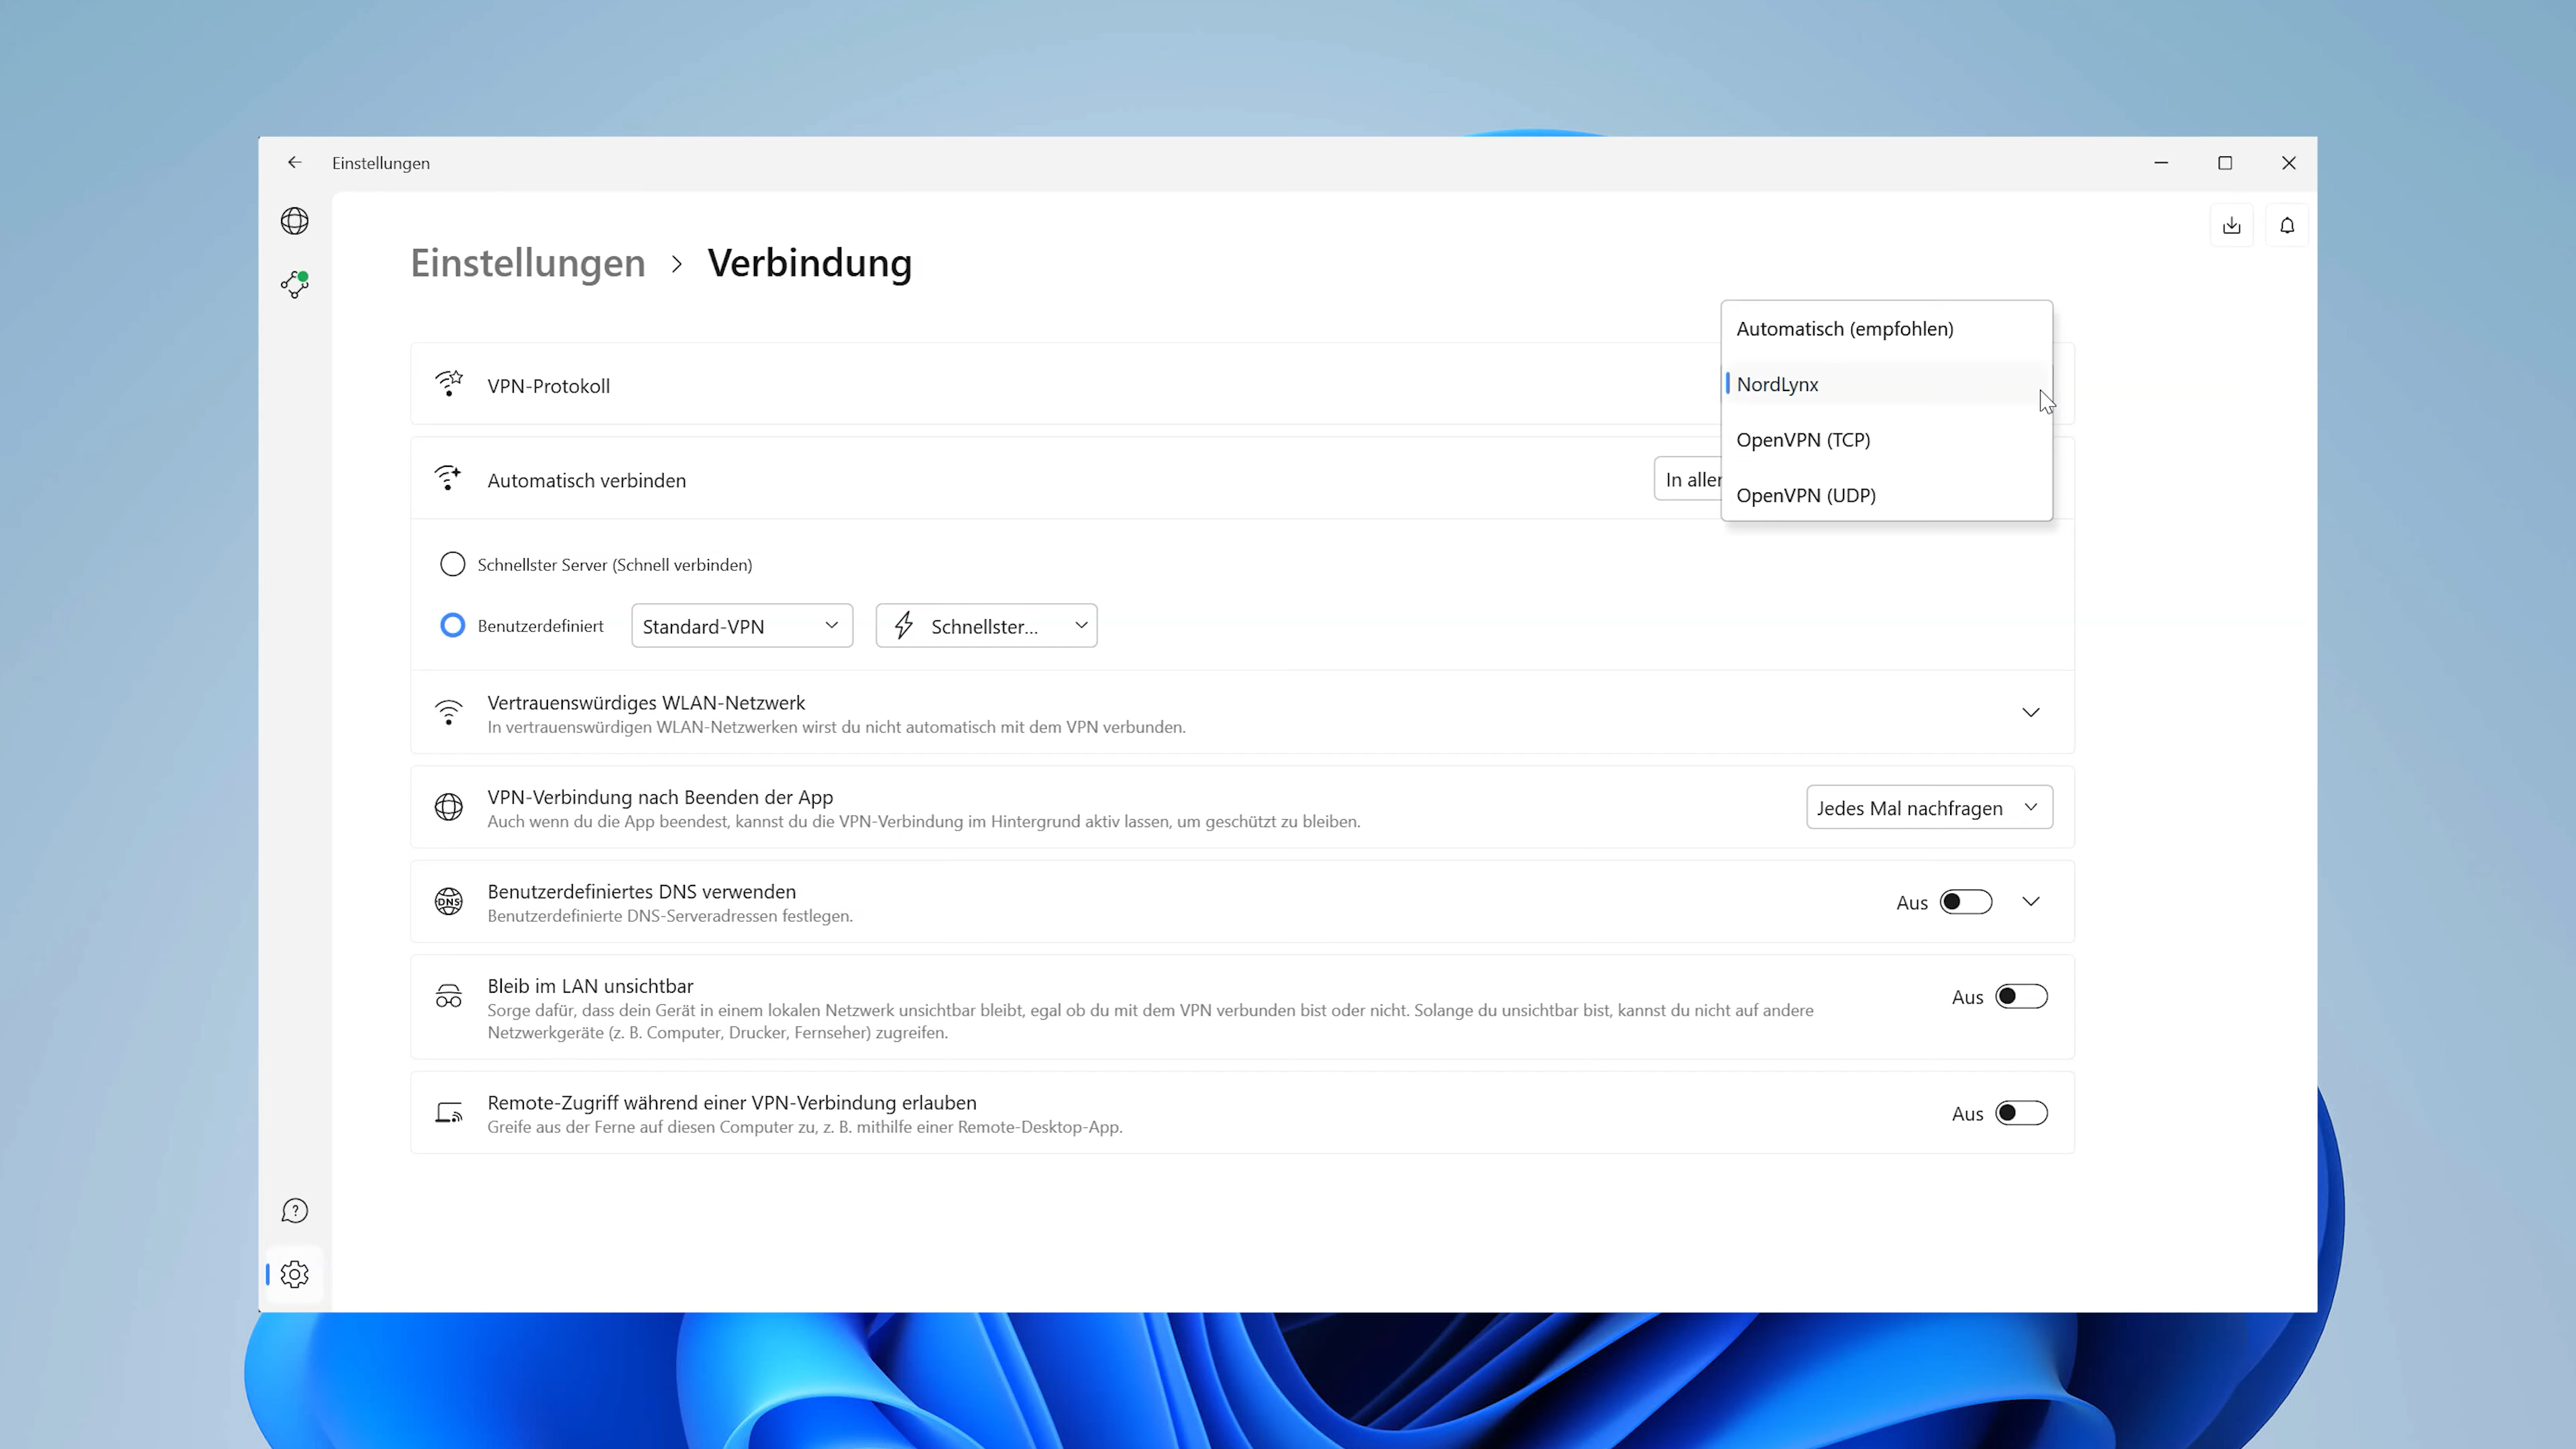 Einstellungen
Einstellungen > Verbindung
VPN-Protokoll
Automatisch (empfohlen)
NordLynx
OpenVPN (TCP)
OpenVPN (UDP)
Automatisch verbinden
In aller
Schnellster Server (Schnell verbinden)
Benutzerdefiniert Standard-VPN Schnellster...
Vertrauenswürdiges WLAN-Netzwerk
In vertrauenswürdigen WLAN-Netzwerken wirst du nicht automatisch mit dem VPN verbunden.
VPN-Verbindung nach Beenden der App
Auch wenn du die App beendest, kannst du die VPN-Verbindung im Hintergrund aktiv lassen, um geschützt zu bleiben.
Jedes Mal nachfragen
DNS
Benutzerdefiniertes DNS verwenden
Benutzerdefinierte DNS-Serveradressen festlegen.
Aus
Bleib im LAN unsichtbar
Sorge dafür, dass dein Gerät in einem lokalen Netzwerk unsichtbar bleibt, egal ob du mit dem VPN verbunden bist oder nicht. Solange du unsichtbar bist, kannst du nicht auf andere
Netzwerkgeräte (z. B. Computer, Drucker, Fernseher) zugreifen.
Aus
Remote-Zugriff während einer VPN-Verbindung erlauben
Greife aus der Ferne auf diesen Computer zu, z. B. mithilfe einer Remote-Desktop-App.
Aus